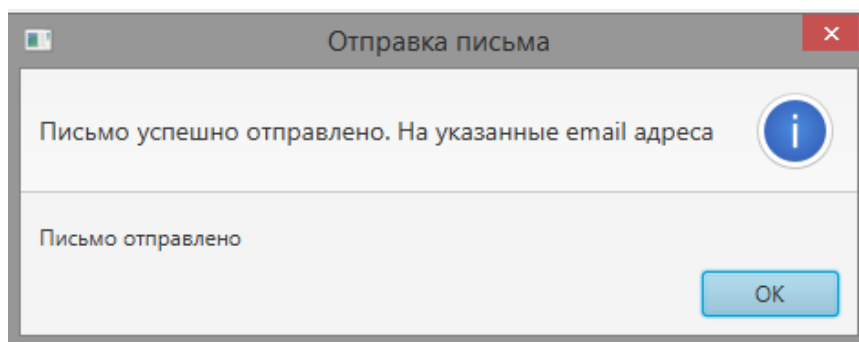 Отправка письма
Письмо успешно отправлено. На указанные email адреса
Письмо отправлено
OK